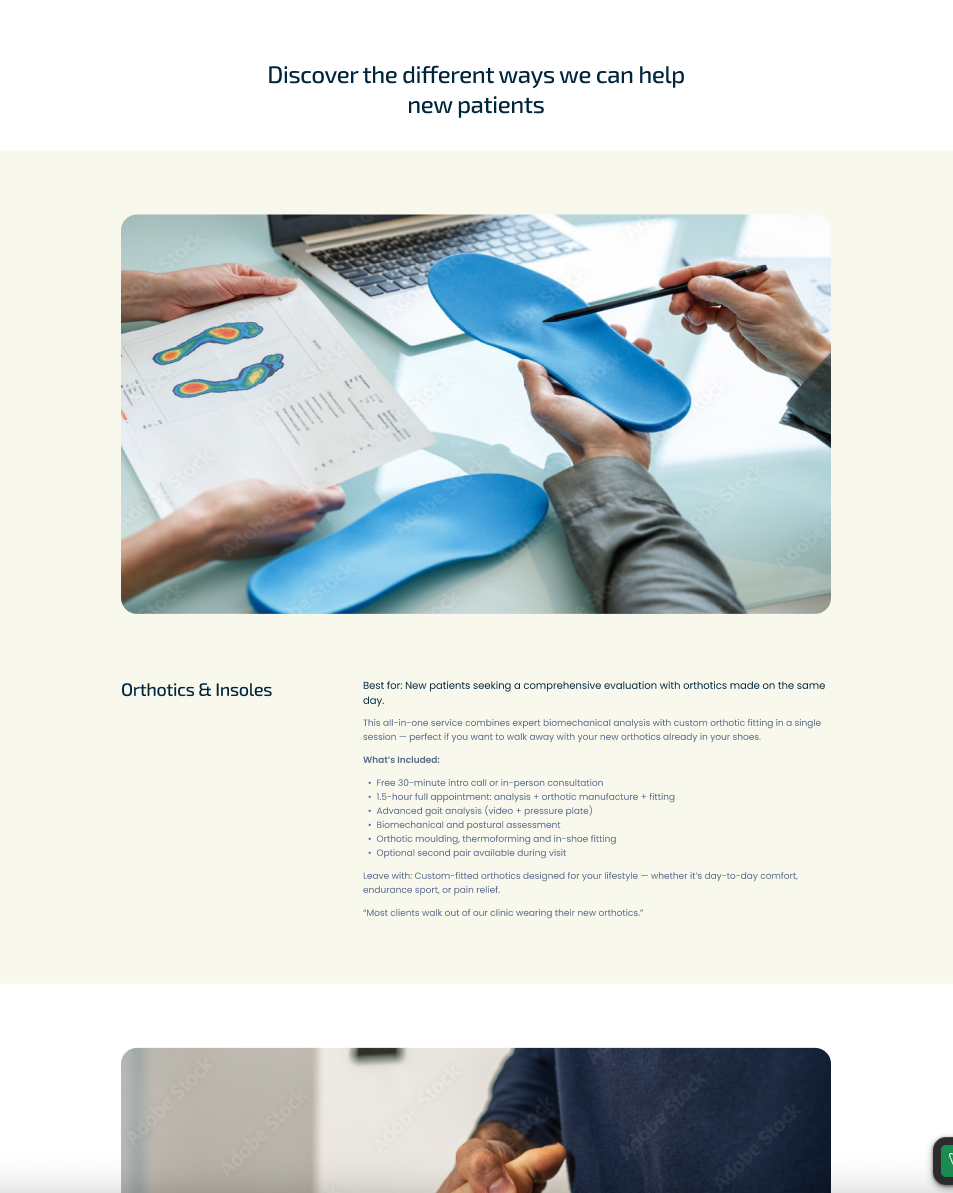 Discover the different ways we can help
new patients
Adobe Stock
Orthotics & Insoles
Best for: New patients seeking a comprehensive evaluation with orthotics made on the same
day.
This all-in-one service combines expert biomechanical analysis with custom orthotic fitting in a single
session — perfect if you want to walk away with your new orthotics already in your shoes.
What's Included:
• Free 30-minute intro call or in-person consultation
• 1.5-hour full appointment: analysis + orthotic manufacture + fitting
• Advanced gait analysis (video + pressure plate)
• Biomechanical and postural assessment
• Orthotic moulding, thermoforming and in-shoe fitting
• Optional second pair available during visit
Leave with: Custom-fitted orthotics designed for your lifestyle — whether it's day-to-day comfort,
endurance sport, or pain relief.
“Most clients walk out of our clinic wearing their new orthotics.”
Adobe Stock